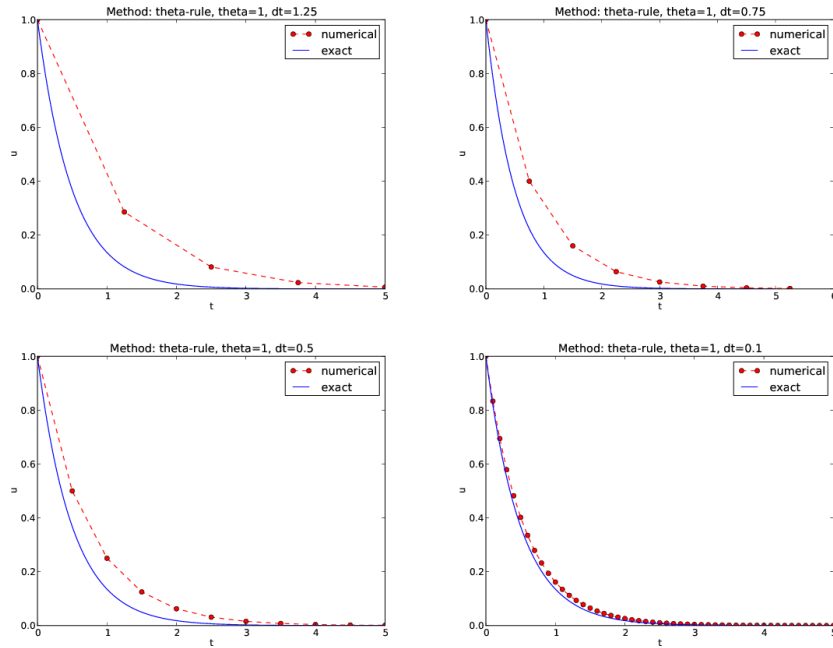 Method: theta-rule, theta=1, dt=1.25
numerical
exact
1.0
0.8
0.6
0.4
0.2
0.0
u
0 1 2 3 4 5
t
Method: theta-rule, theta=1, dt=0.75
numerical
exact
1.0
0.8
0.6
0.4
0.2
0.0
u
0 1 2 3 4 5 6
t
Method: theta-rule, theta=1, dt=0.5
numerical
exact
1.0
0.8
0.6
0.4
0.2
0.0
u
0 1 2 3 4 5
t
Method: theta-rule, theta=1, dt=0.1
numerical
exact
1.0
0.8
0.6
0.4
0.2
0.0
u
0 1 2 3 4 5
t